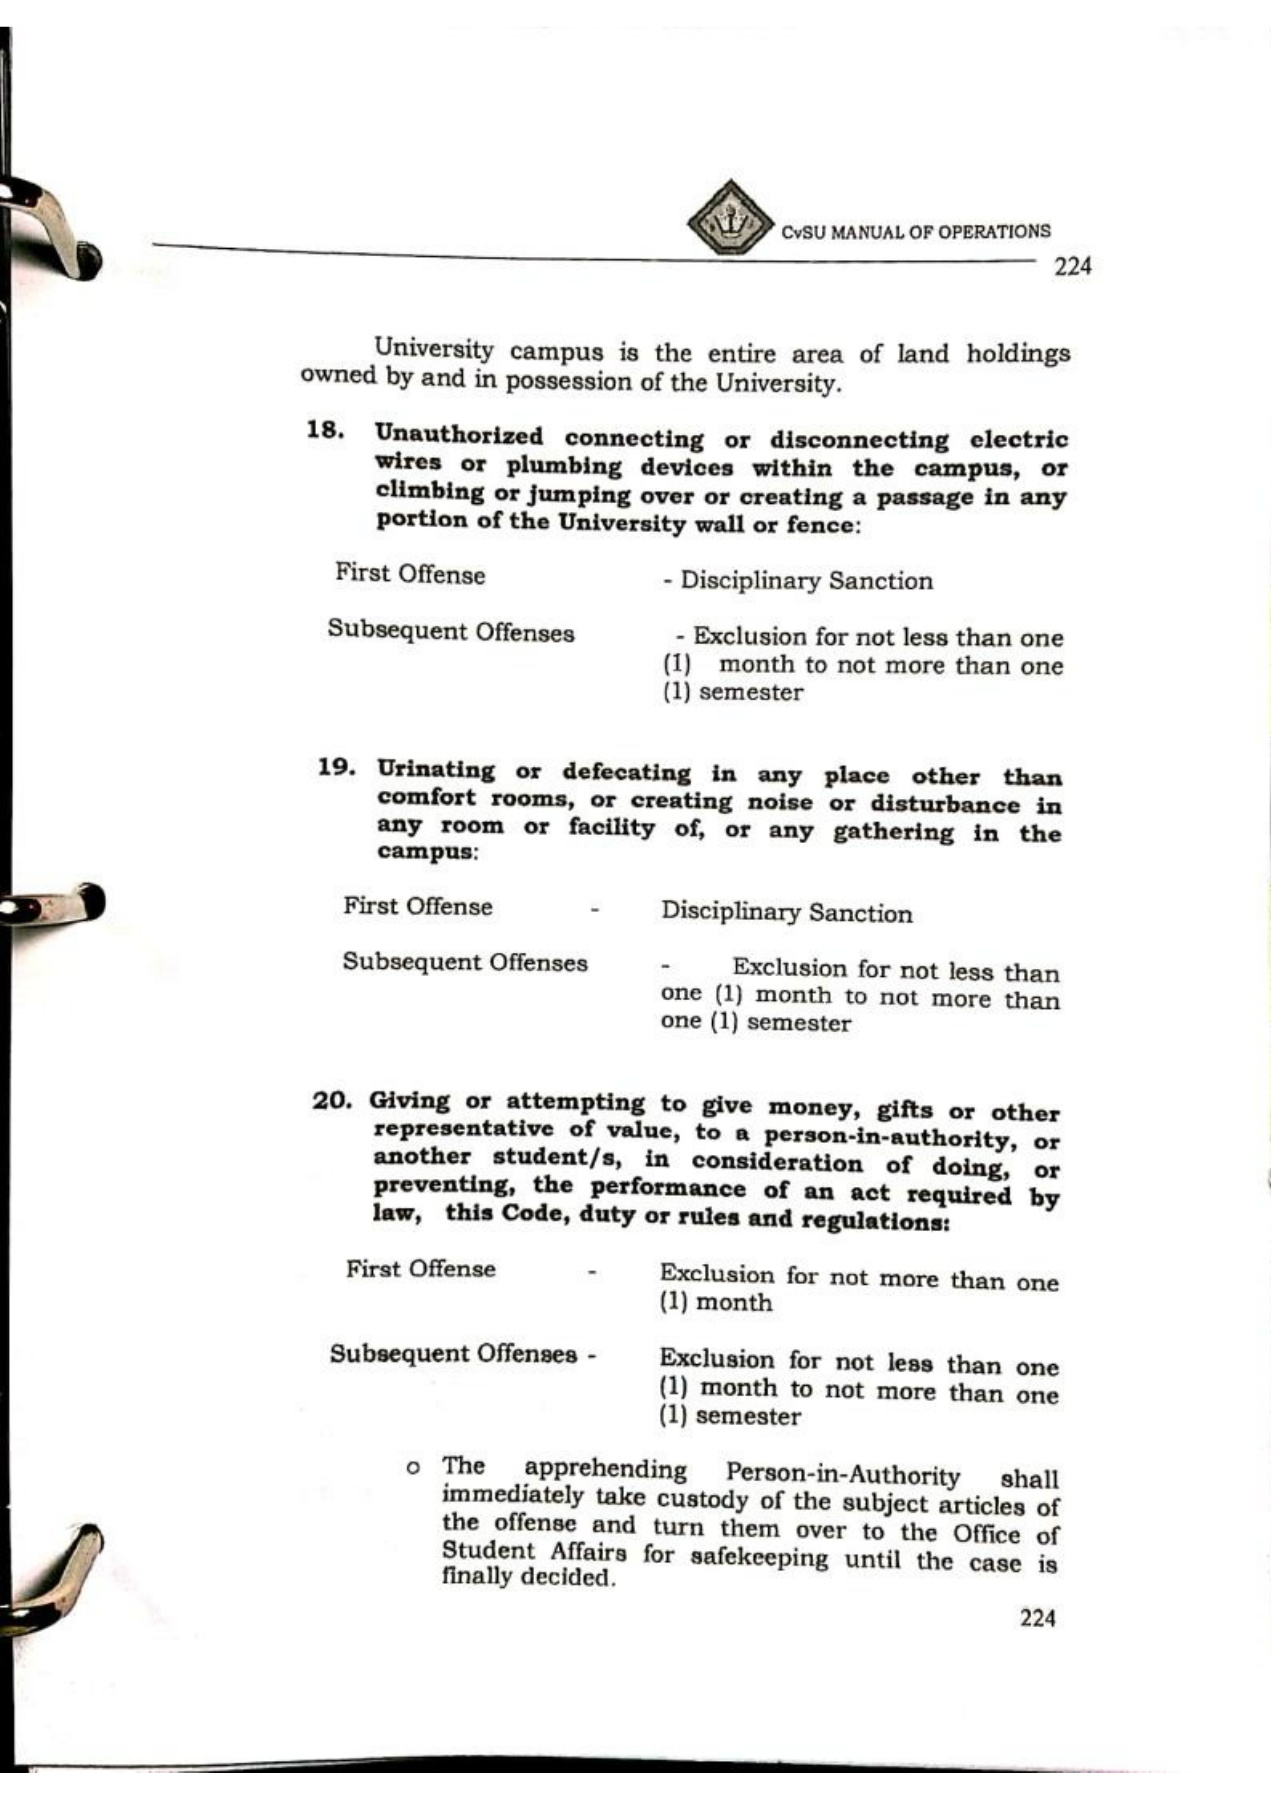 CvSU MANUAL OF OPERATIONS
224
University campus is the entire area of land holdings
owned by and in possession of the University.
18. Unauthorized connecting or disconnecting electric
wires or plumbing devices within the campus, or
climbing or jumping over or creating a passage in any
portion of the University wall or fence:
First Offense - Disciplinary Sanction
Subsequent Offenses - Exclusion for not less than one
(1) month to not more than one
(1) semester
19. Urinating or defecating in any place other than
comfort rooms, or creating noise or disturbance in
any room or facility of, or any gathering in the
campus:
First Offense - Disciplinary Sanction
Subsequent Offenses - Exclusion for not less than
one (1) month to not more than
one (1) semester
20. Giving or attempting to give money, gifts or other
representative of value, to a person-in-authority, or
another student/s, in consideration of doing, or
preventing, the performance of an act required by
law, this Code, duty or rules and regulations:
First Offense - Exclusion for not more than one
(1) month
Subsequent Offenses - Exclusion for not less than one
(1) month to not more than one
(1) semester
o The apprehending Person-in-Authority shall
immediately take custody of the subject articles of
the offense and turn them over to the Office of
Student Affairs for safekeeping until the case is
finally decided.
224